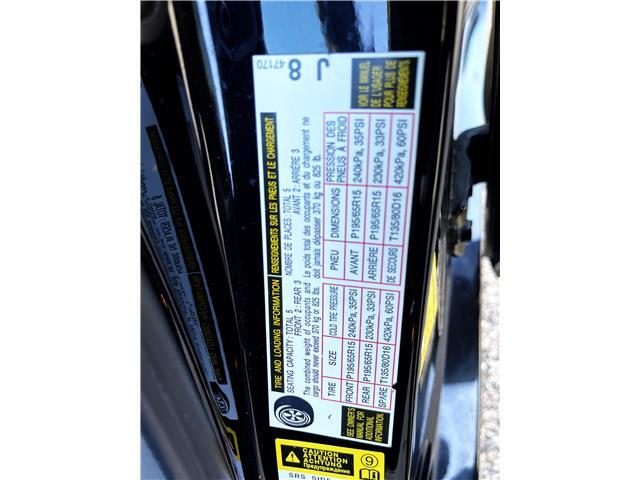 TIRE AND LOADING INFORMATION
RENSEIGNEMENTS SUR LES PNEUS ET LE CHARGEMENT
SEATING CAPACITY : TOTAL 5
FRONT 2 : REAR 3
NOMBRE DE PLACES : TOTAL 5
AVANT 2 : ARRIÈRE 3
The combined weight of occupants and
cargo should never exceed 370 kg or 825 lbs.
Le poids total des occupants et du chargement ne
doit jamais dépasser 370 kg ou 825 lb.
TIRE SIZE COLD TIRE PRESSURE
FRONT P195/65R15 240kPa, 35PSI
REAR P195/65R15 230kPa, 33PSI
SPARE T135/80D16 420kPa, 60PSI
PNEU DIMENSIONS PRESSION DES PNEUS À FROID
AVANT P195/65R15 240kPa, 35PSI
ARRIÈRE P195/65R15 230kPa, 33PSI
DE SECOURS T135/80D16 420kPa, 60PSI
SEE OWNER'S
MANUAL FOR
ADDITIONAL
INFORMATION
VOIR LE MANUEL
DE L'USAGER
POUR PLUS DE
RENSEIGNEMENTS
47170
J 8
CAUTION
ATTENTION
Предупреждение
9
SRS SIDE